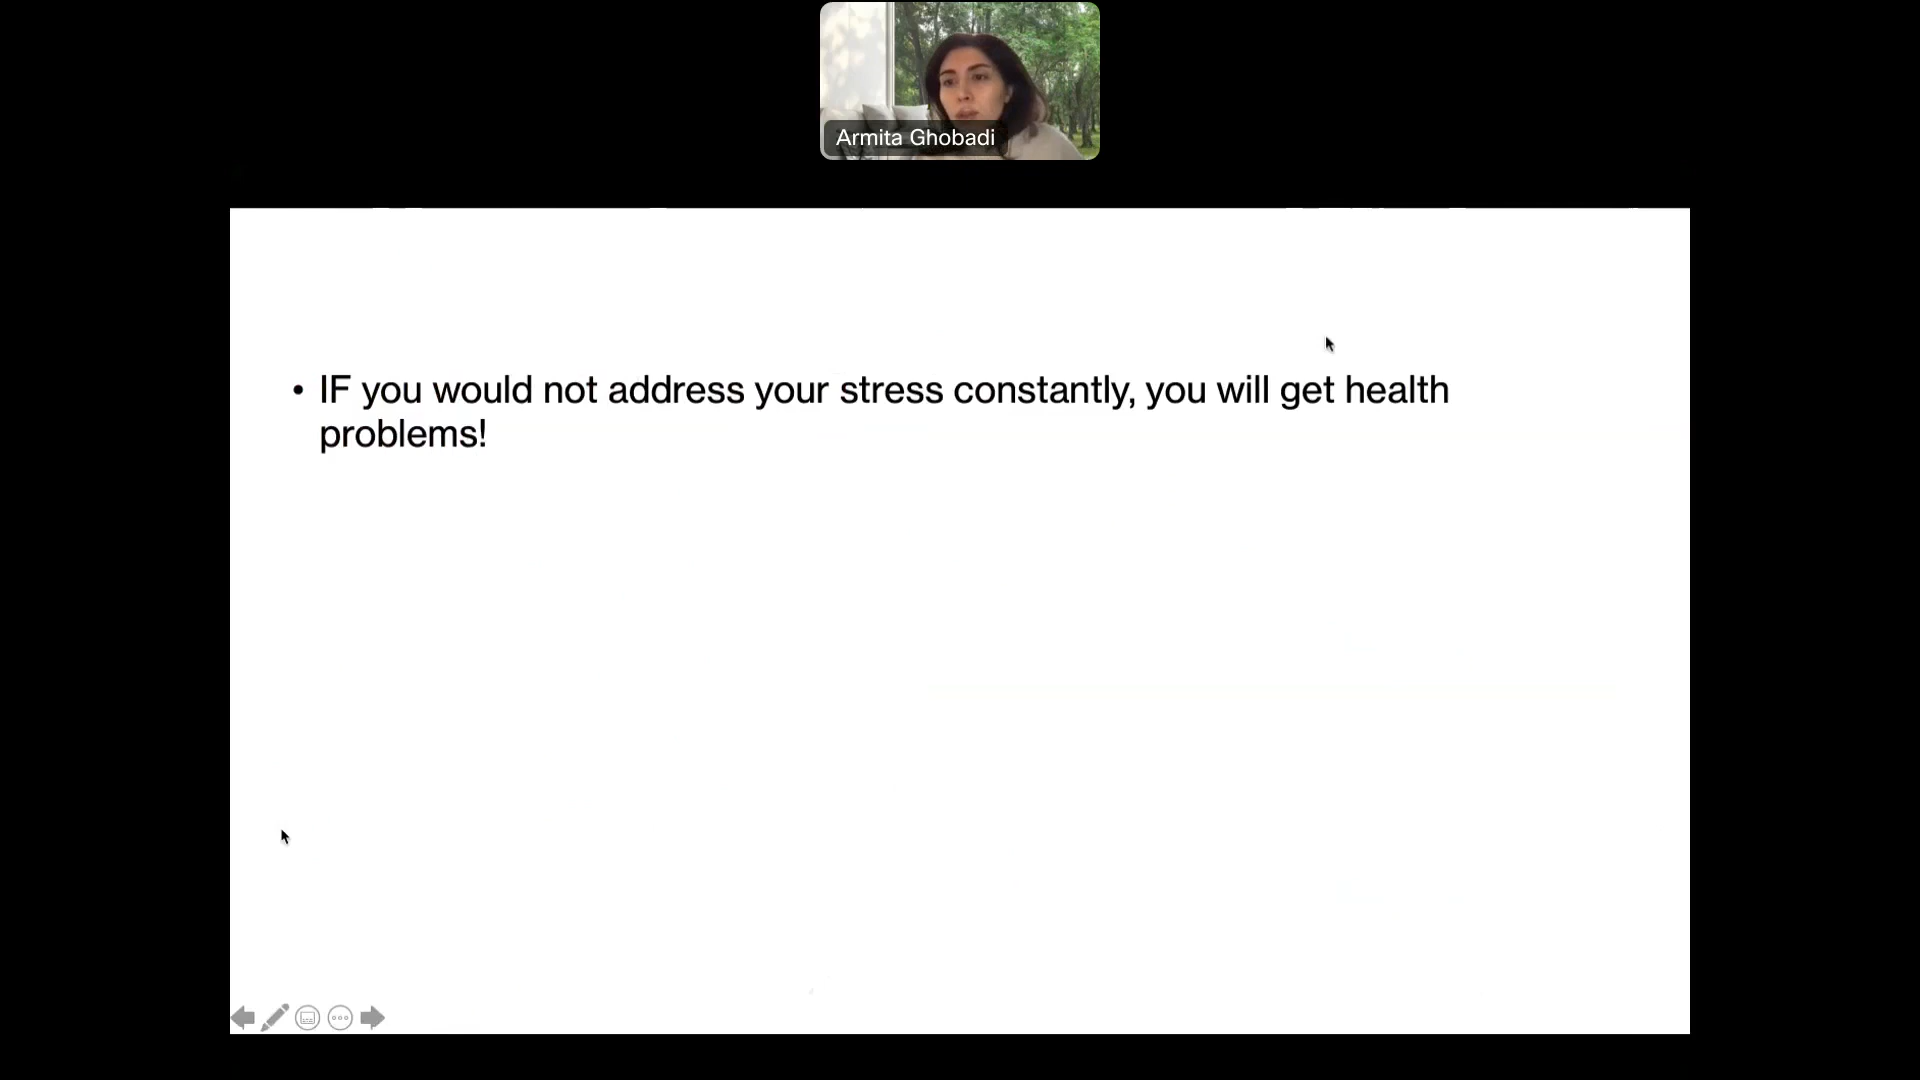 Armita Ghobadi
• IF you would not address your stress constantly, you will get health
problems!